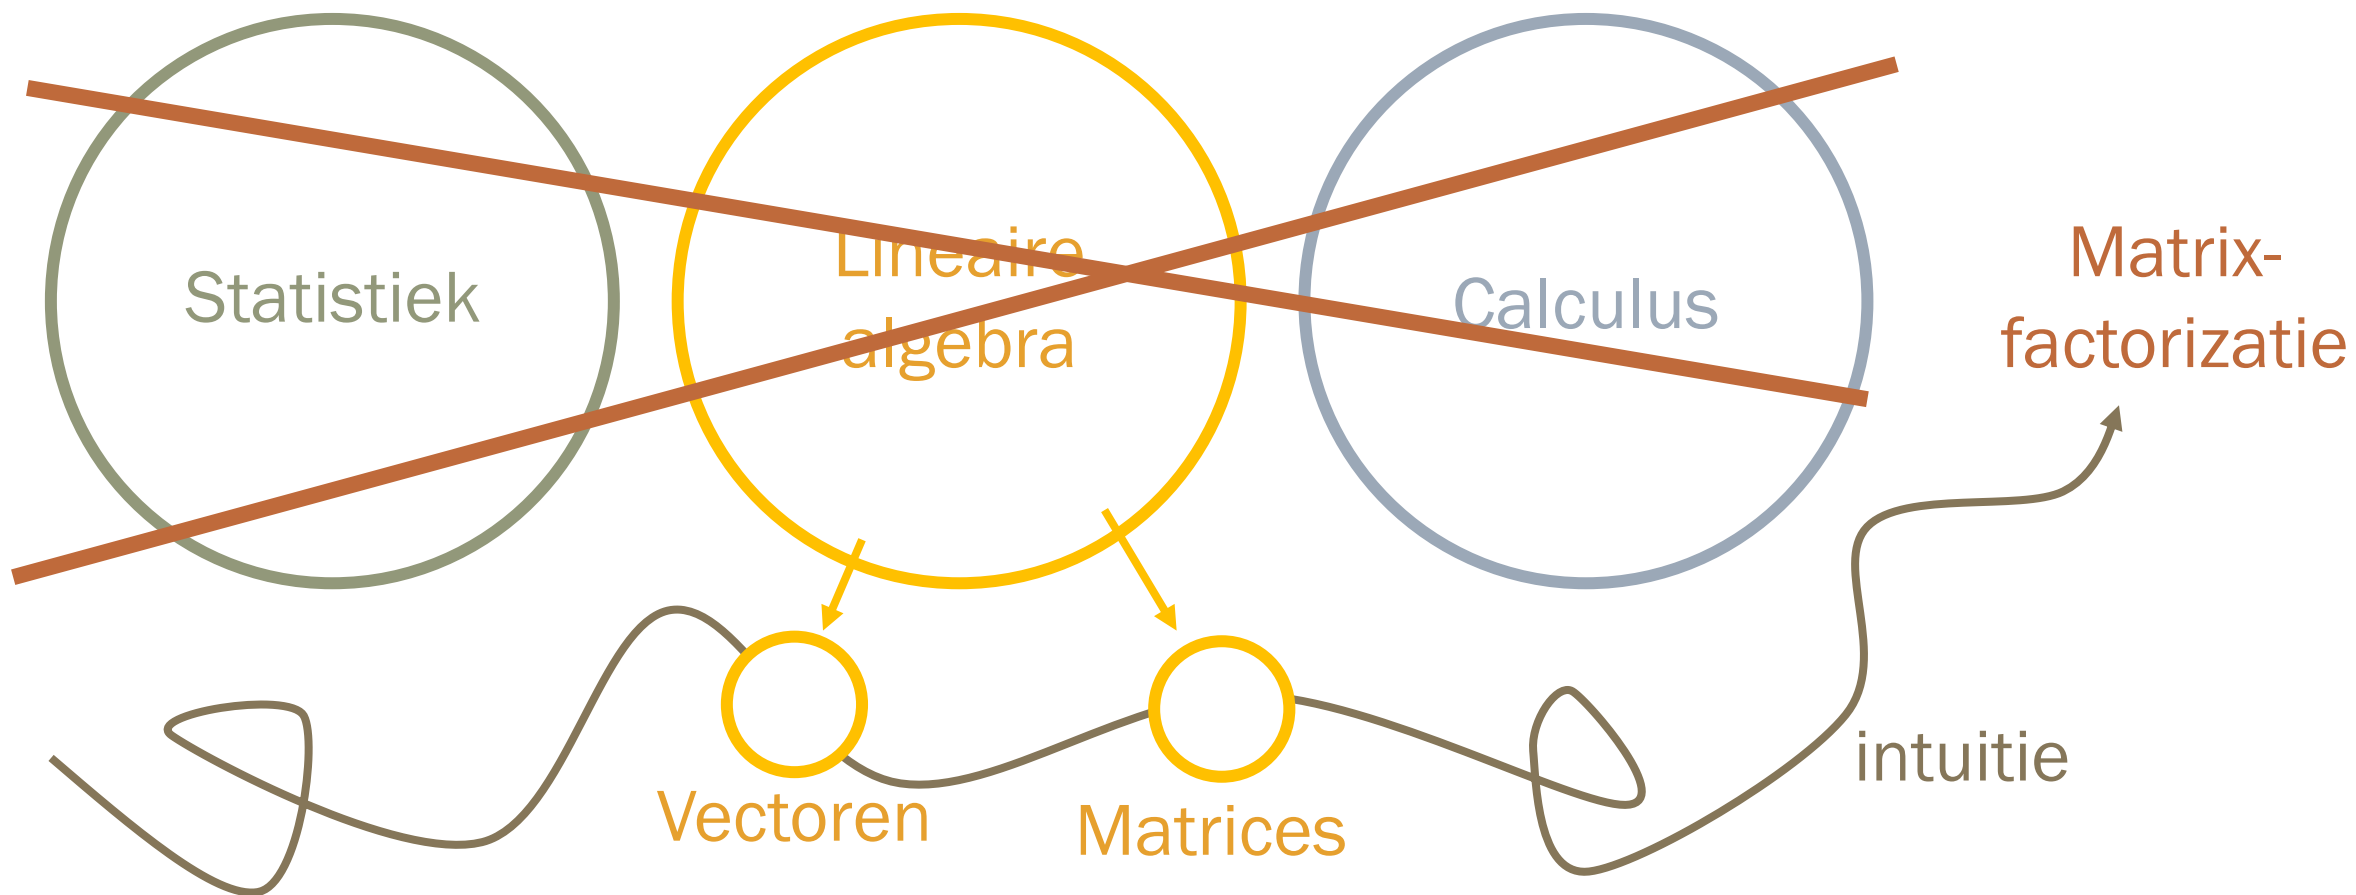 Statistiek
Lineaire
algebra
Calculus
Matrix-
factorizatie
Vectoren
Matrices
intuitie